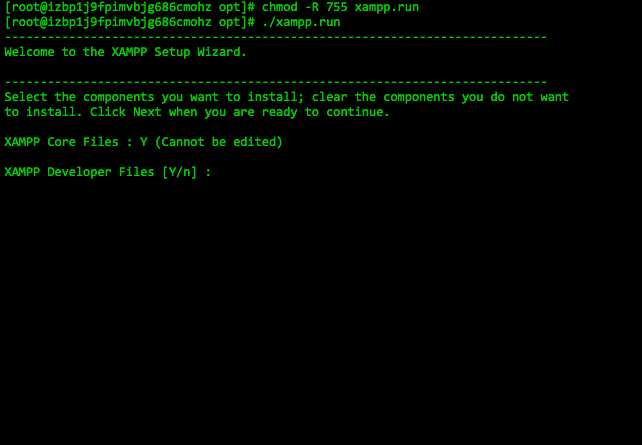 [root@izbp1j9fpimvbjg686cmohz opt]# chmod -R 755 xampp.run
[root@izbp1j9fpimvbjg686cmohz opt]# ./xampp.run
----------------------------------------------------------------------------
Welcome to the XAMPP Setup Wizard.
----------------------------------------------------------------------------
Select the components you want to install; clear the components you do not want
to install. Click Next when you are ready to continue.
XAMPP Core Files : Y (Cannot be edited)
XAMPP Developer Files [Y/n] :